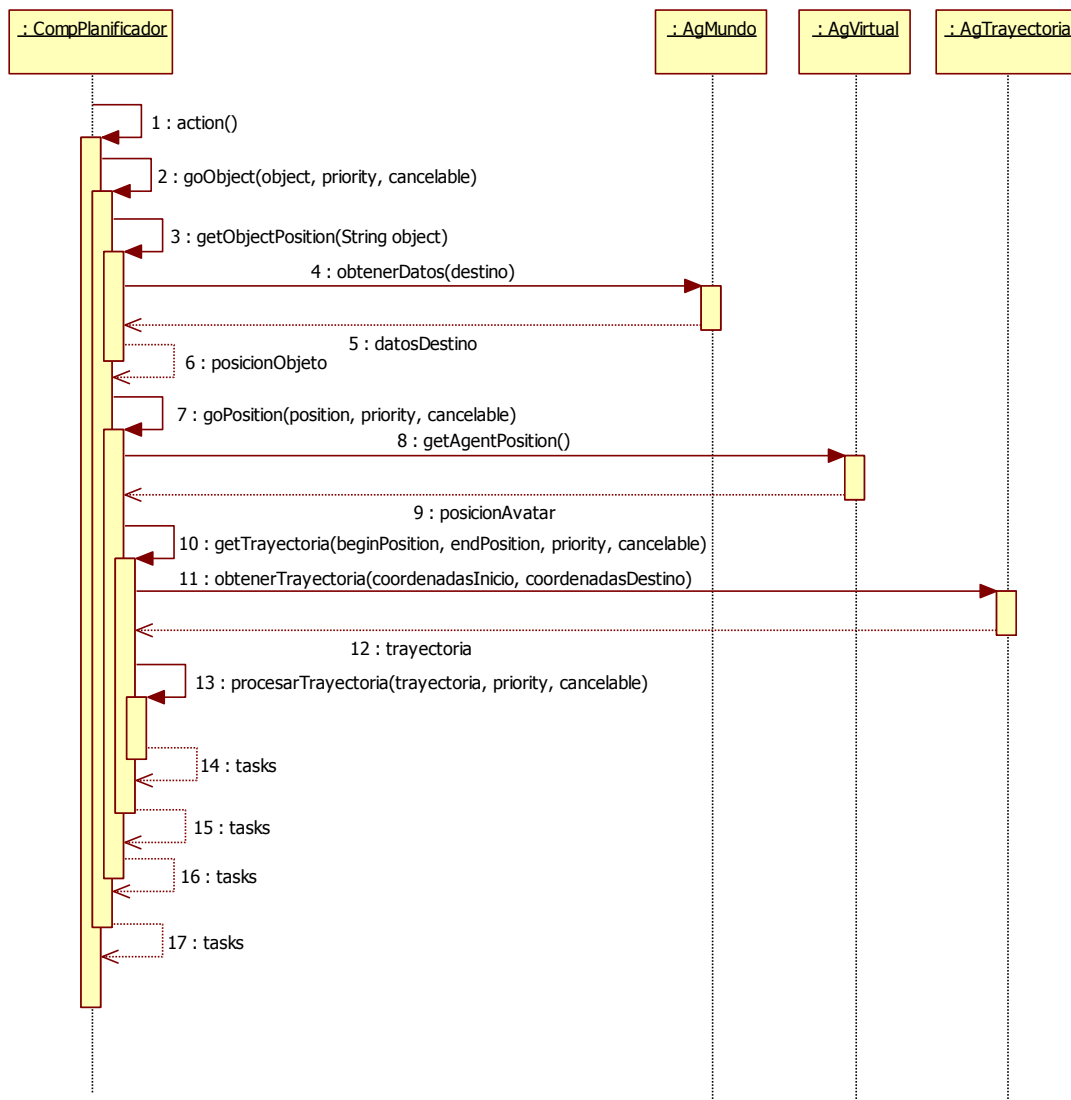 : CompPlanificador
: AgMundo
: AgVirtual
: AgTrayectoria
1 : action()
2 : goObject(object, priority, cancelable)
3 : getObjectPosition(String object)
4 : obtenerDatos(destino)
5 : datosDestino
6 : posicionObjeto
7 : goPosition(position, priority, cancelable)
8 : getAgentPosition()
9 : posicionAvatar
10 : getTrayectoria(beginPosition, endPosition, priority, cancelable)
11 : obtenerTrayectoria(coordenadasInicio, coordenadasDestino)
12 : trayectoria
13 : procesarTrayectoria(trayectoria, priority, cancelable)
14 : tasks
15 : tasks
16 : tasks
17 : tasks